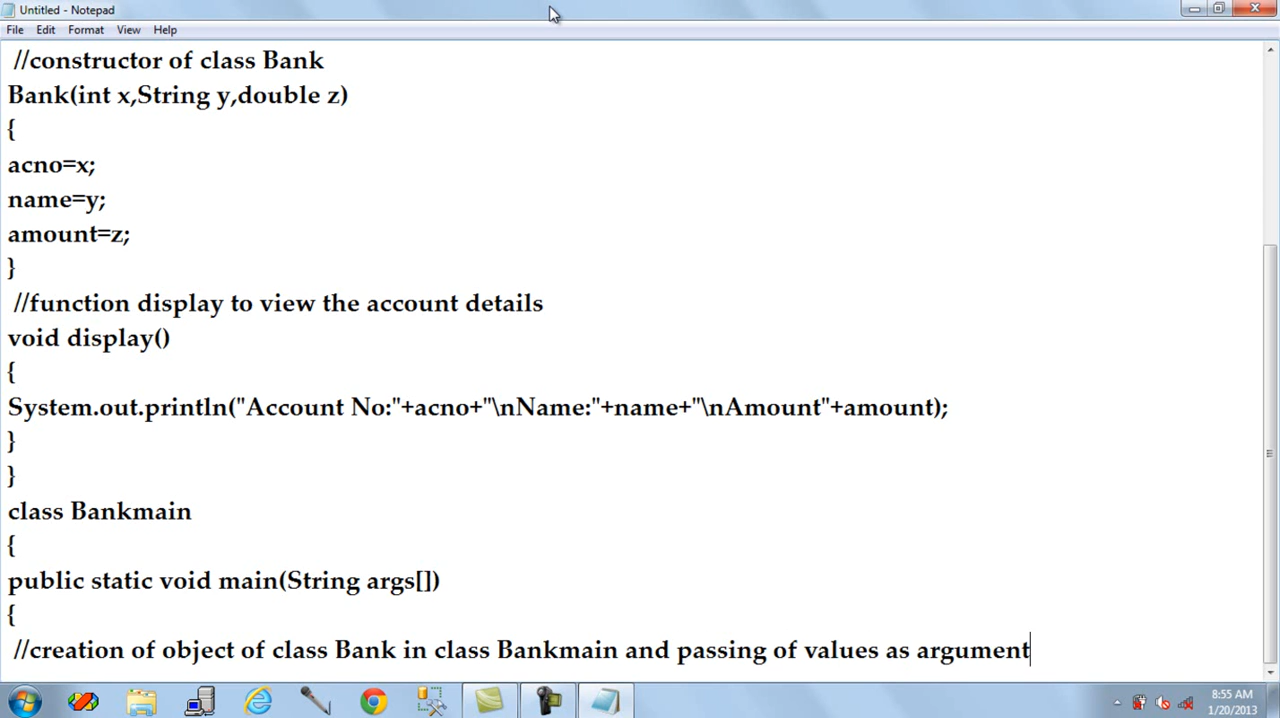 Untitled - Notepad
File Edit Format View Help
//constructor of class Bank
Bank(int x,String y,double z)
{
acno=x;
name=y;
amount=z;
}
//function display to view the account details
void display()
{
System.out.println("Account No:"+acno+"\nName:"+name+"\nAmount"+amount);
}
}
class Bankmain
{
public static void main(String args[])
{
//creation of object of class Bank in class Bankmain and passing of values as argument
8:55 AM
1/20/2013